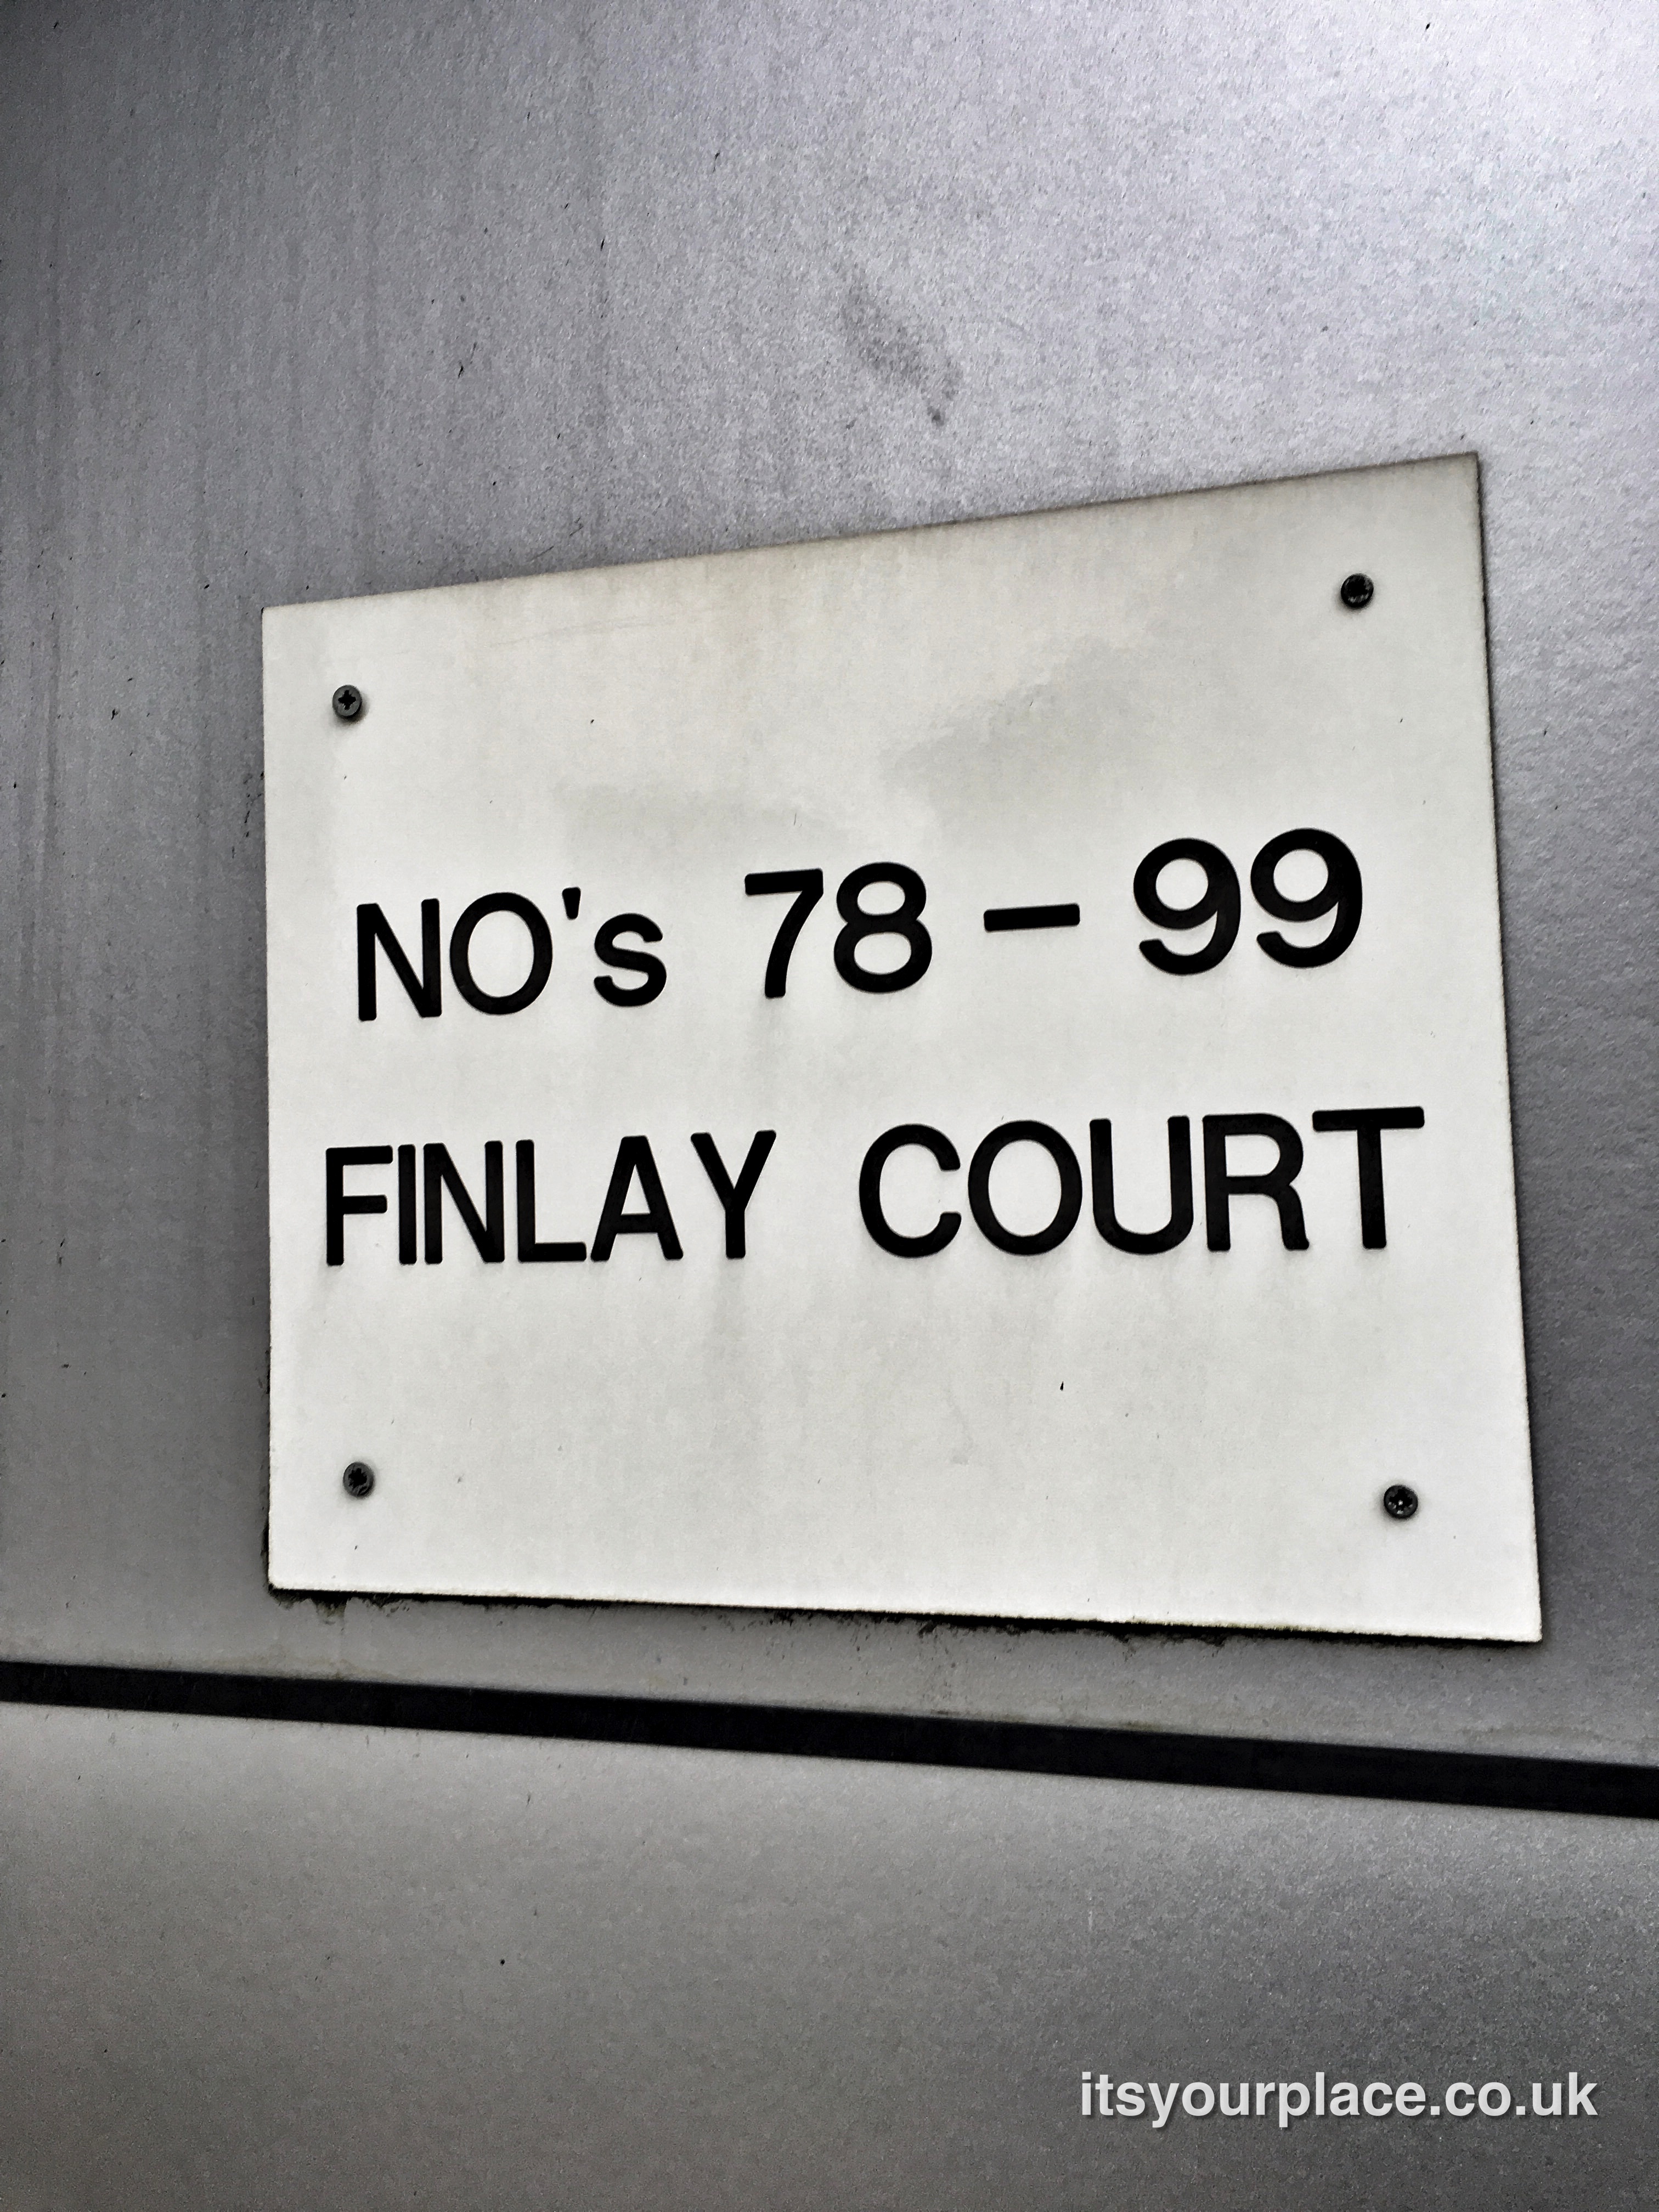 NO's 78 – 99
FINLAY COURT
itsyourplace.co.uk